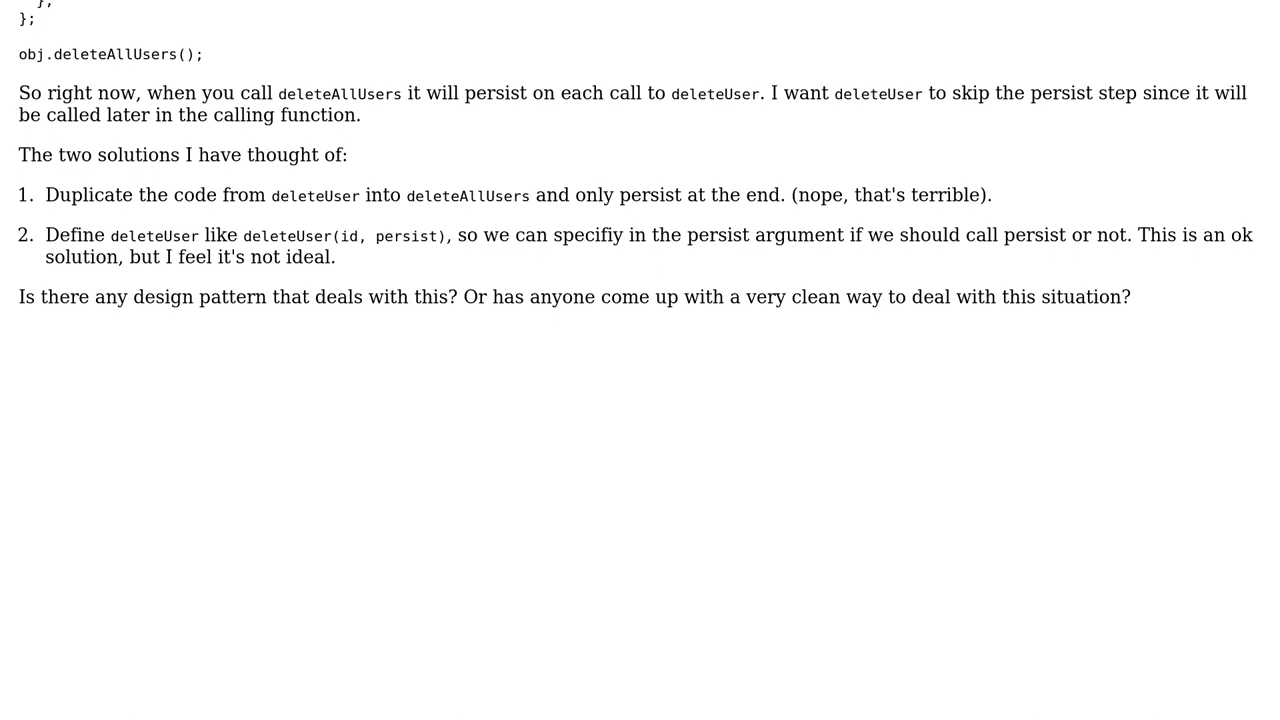 };
obj.deleteAllUsers();
So right now, when you call deleteAllUsers it will persist on each call to deleteUser. I want deleteUser to skip the persist step since it will
be called later in the calling function.
The two solutions I have thought of:
1. Duplicate the code from deleteUser into deleteAllUsers and only persist at the end. (nope, that's terrible).
2. Define deleteUser like deleteUser(id, persist), so we can specifiy in the persist argument if we should call persist or not. This is an ok
solution, but I feel it's not ideal.
Is there any design pattern that deals with this? Or has anyone come up with a very clean way to deal with this situation?